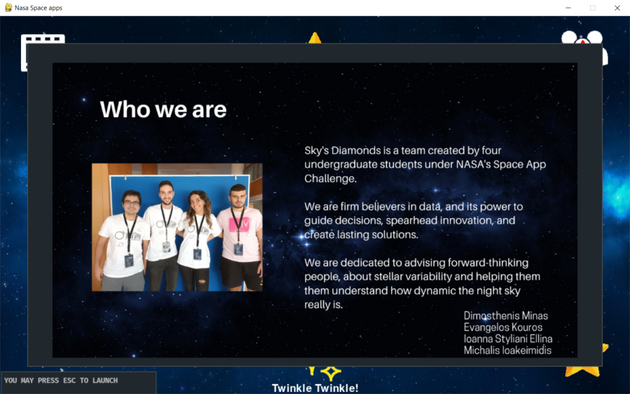 Nasa Space apps
Who we are
Sky's Diamonds is a team created by four
undergraduate students under NASA's Space App
Challenge.
We are firm believers in data, and its power to
guide decisions, spearhead innovation, and
create lasting solutions.
We are dedicated to advising forward-thinking
people, about stellar variability and helping them
them understand how dynamic the night sky
really is.
Dimosthenis Minas
Evangelos Kouros
Ioanna Styliani Ellina
Michalis Ioakeimidis
YOU MAY PRESS ESC TO LAUNCH
Twinkle Twinkle!